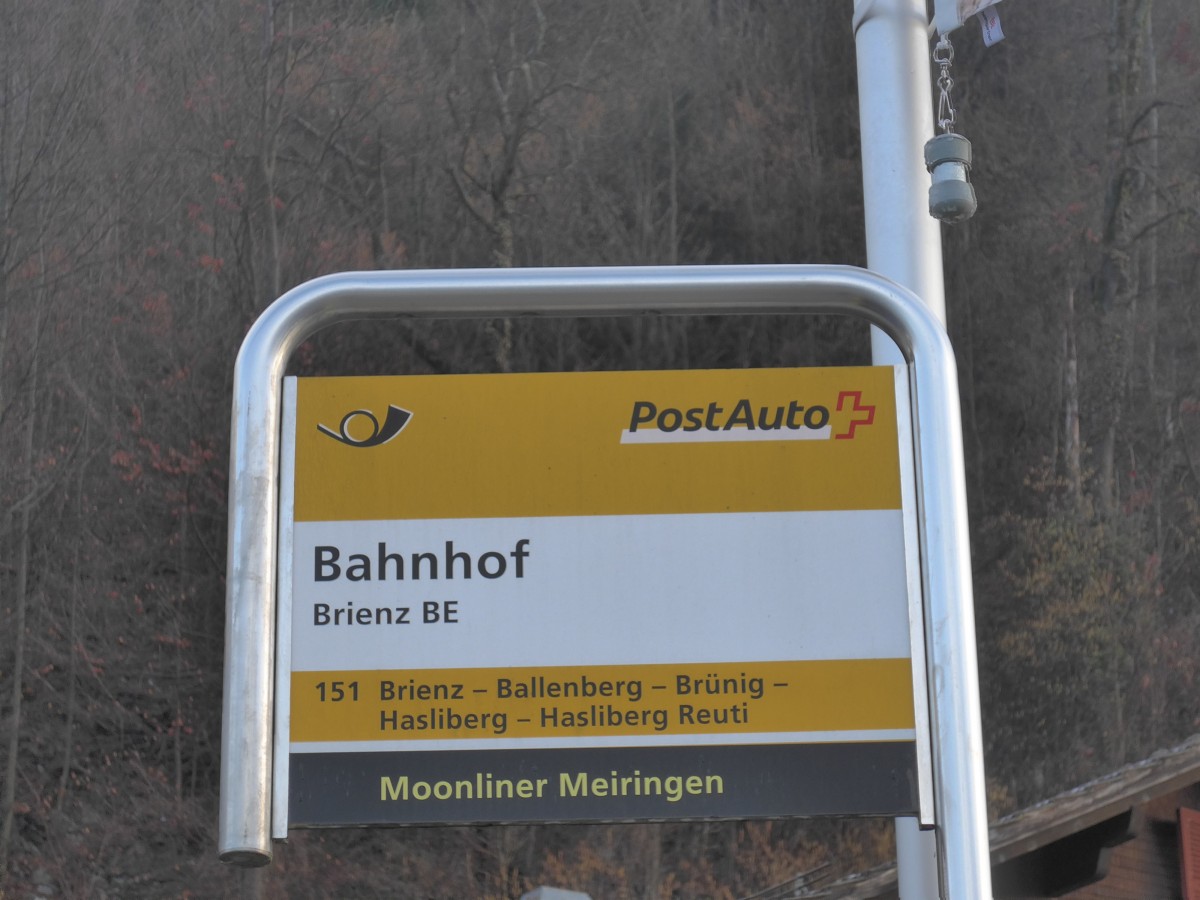 PostAuto
Bahnhof
Brienz BE
151 Brienz – Ballenberg – Brünig –
Hasliberg – Hasliberg Reuti
Moonliner Meiringen